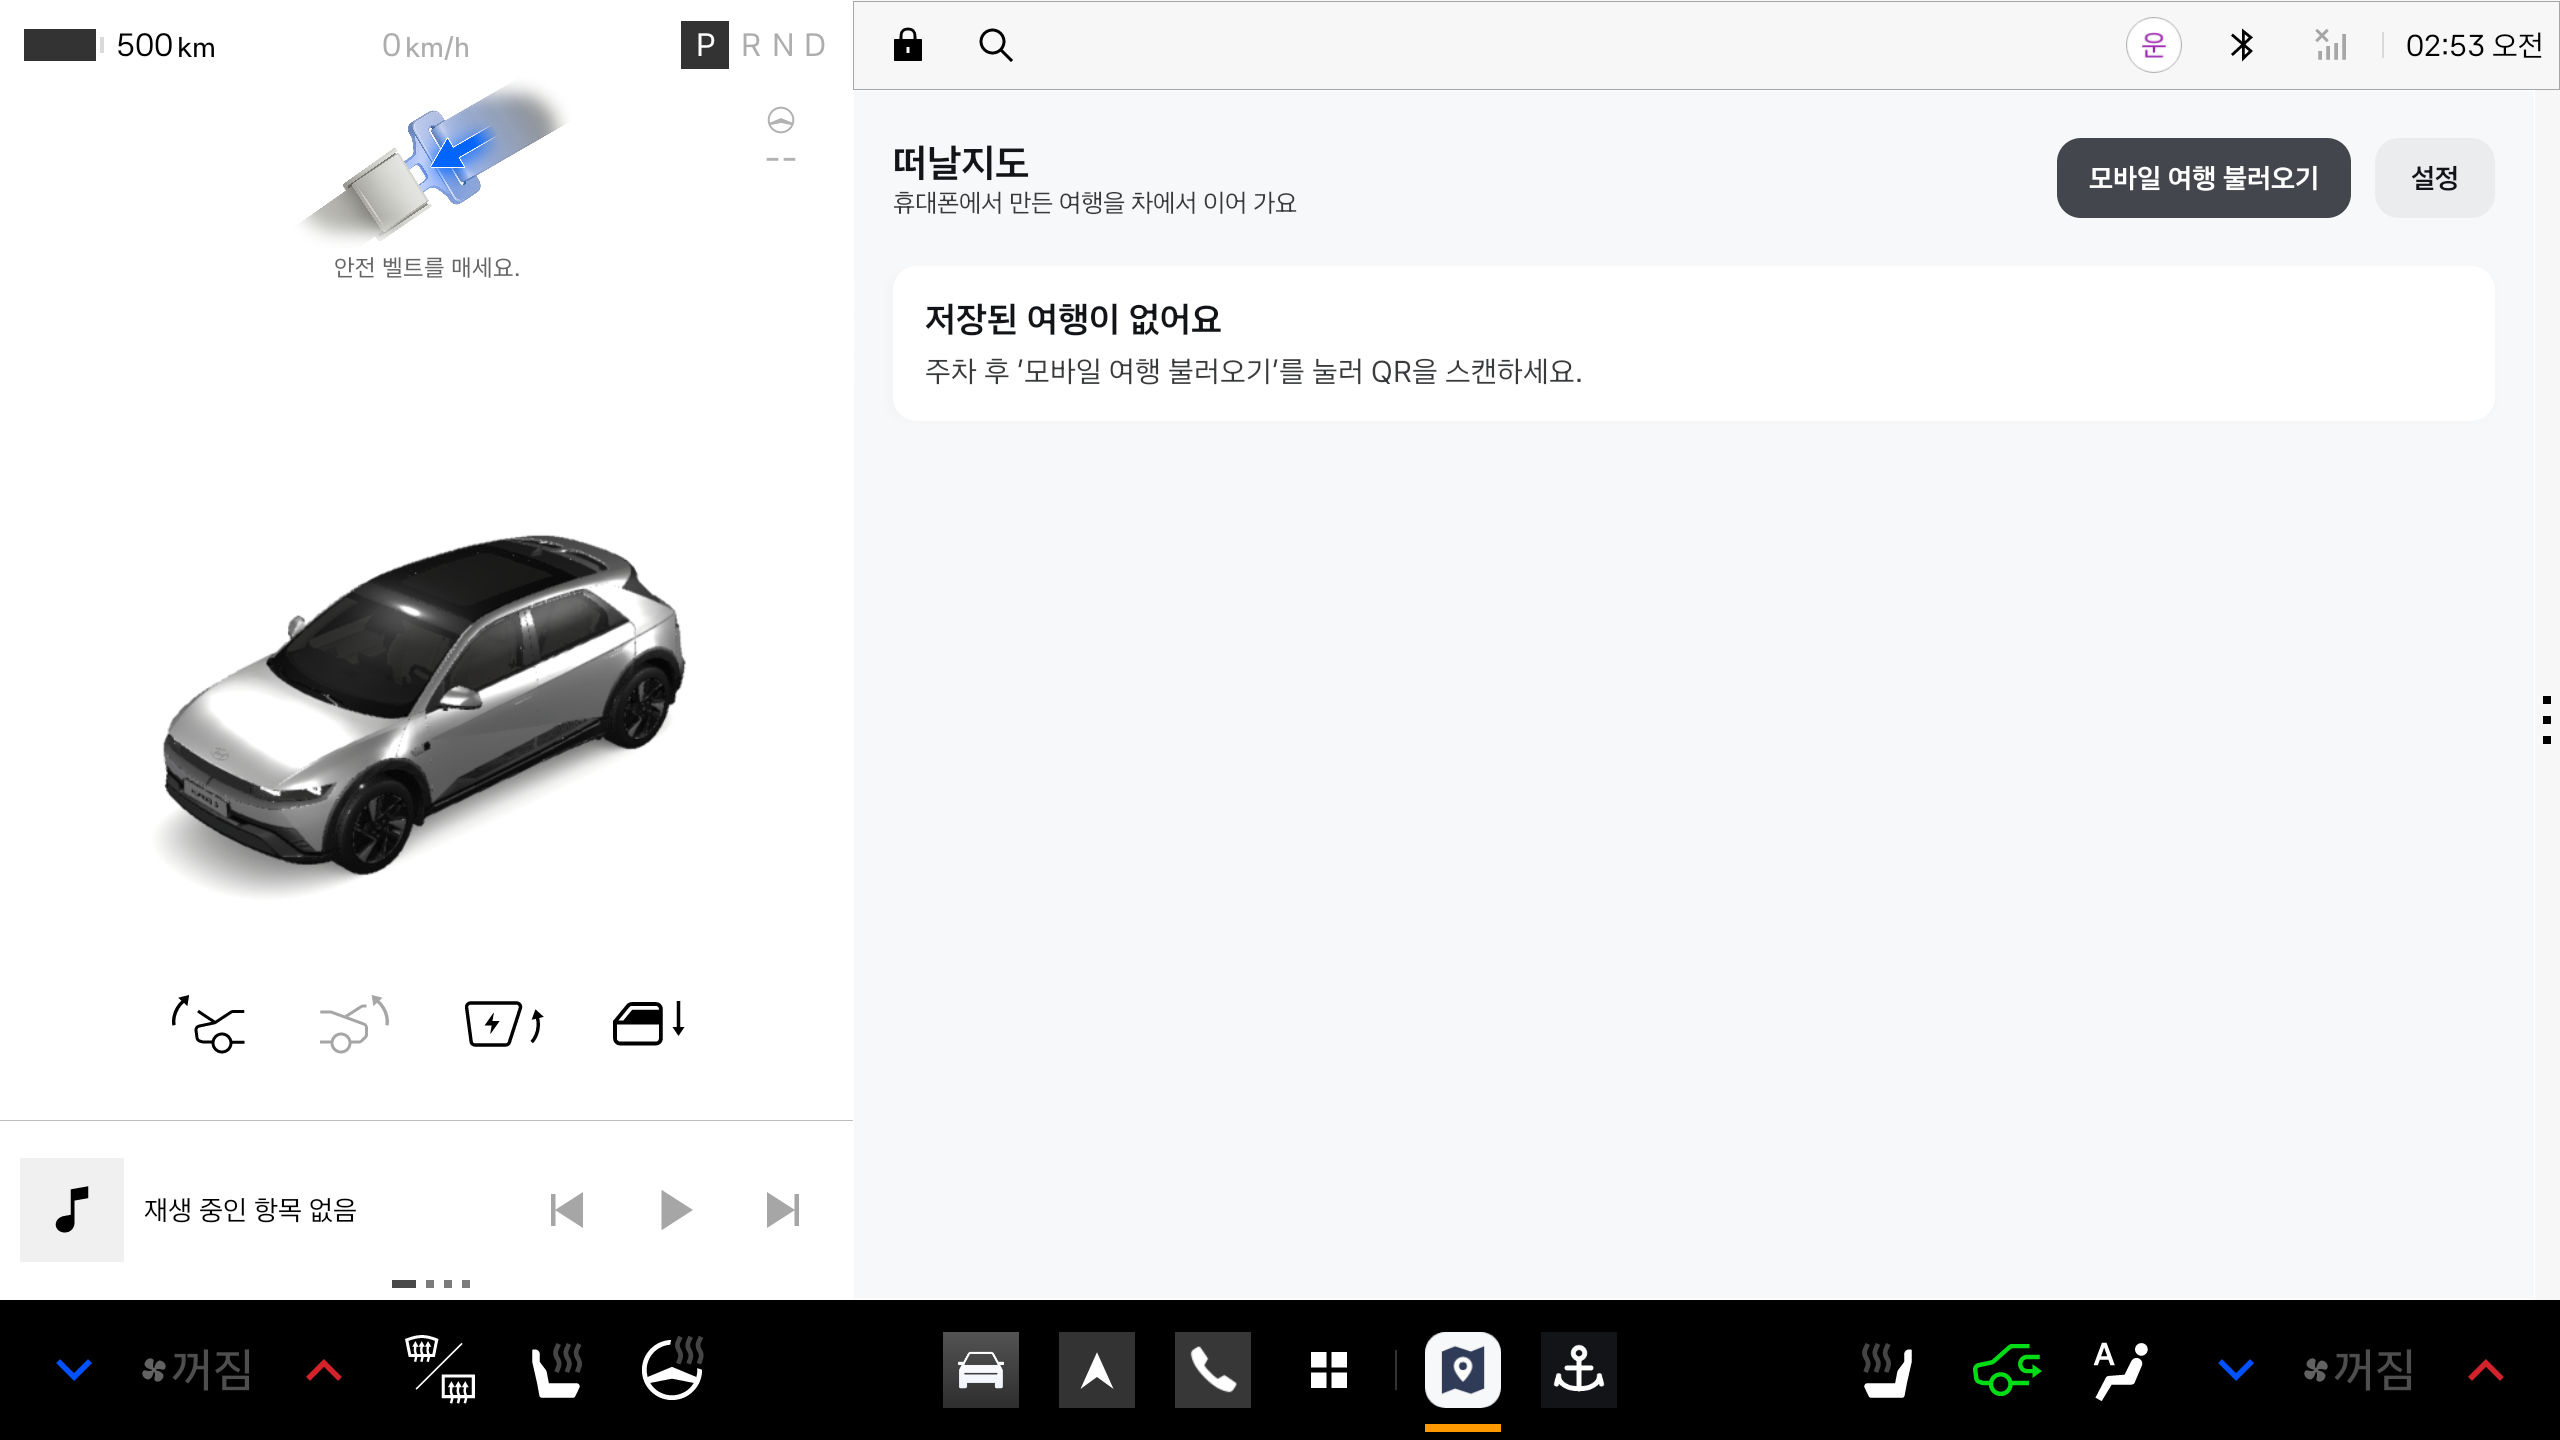 500 km
0 km/h
P R N D
운
02:53 오전
안전 벨트를 매세요.
떠날지도
휴대폰에서 만든 여행을 차에서 이어 가요
모바일 여행 불러오기
설정
저장된 여행이 없어요
주차 후 ‘모바일 여행 불러오기’를 눌러 QR을 스캔하세요.
재생 중인 항목 없음
꺼짐
A
꺼짐